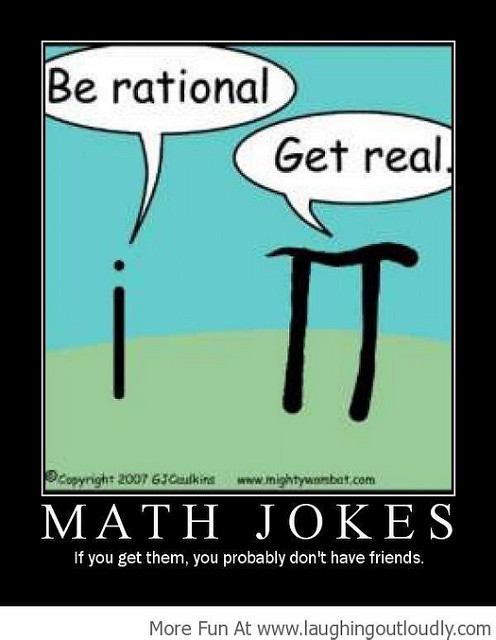 Be rational
Get real.
i
π
©Copyright 2007 GJCaulkins www.mightywombat.com
MATH JOKES
If you get them, you probably don't have friends.
More Fun At www.laughingoutloudly.com